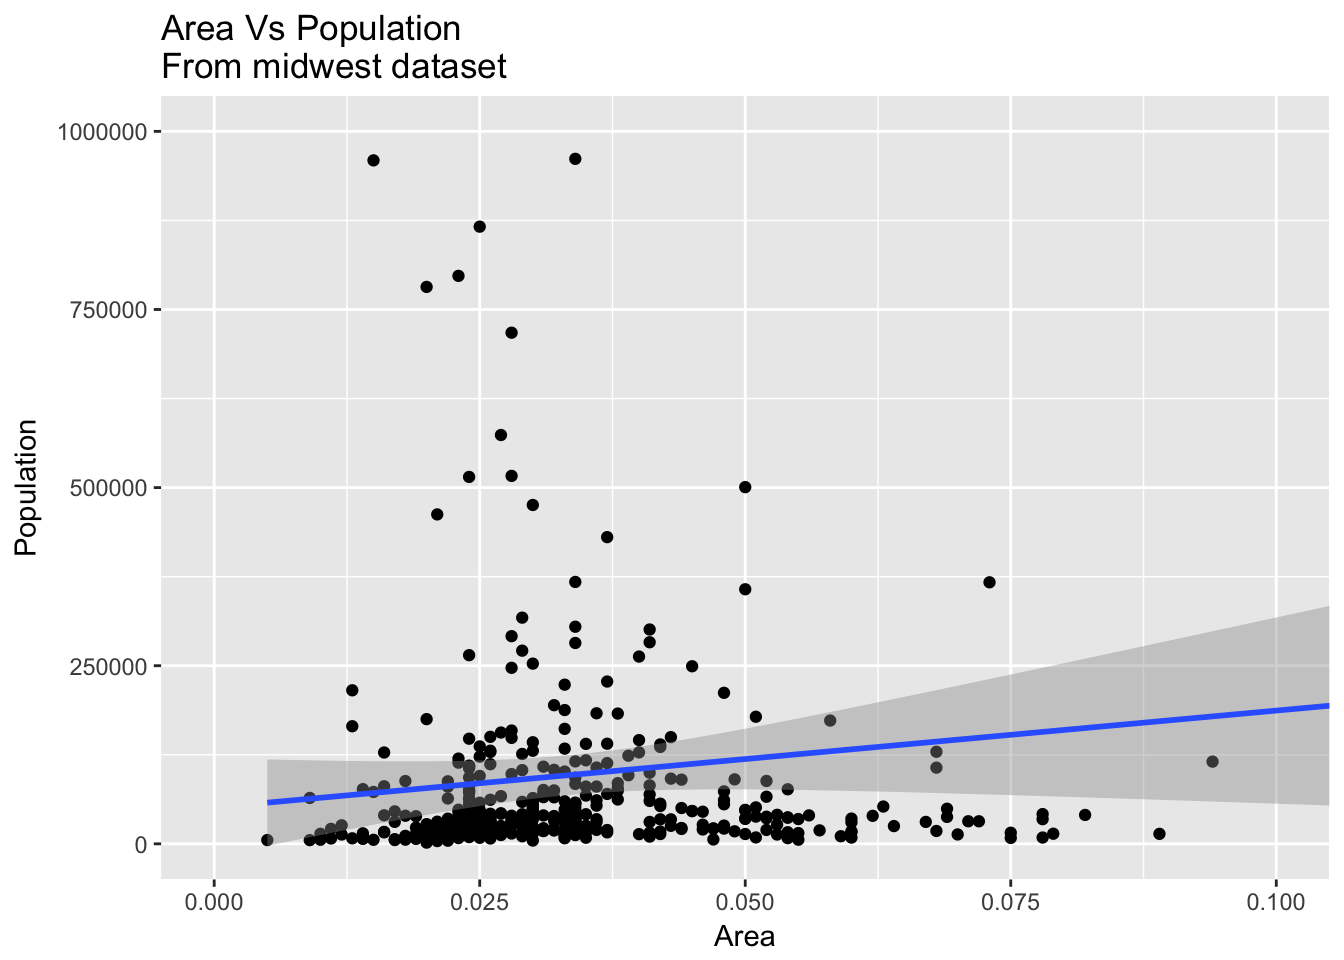 Area Vs Population
From midwest dataset
1000000
750000
500000
250000
0
Population
0.000
0.025
0.050
0.075
0.100
Area